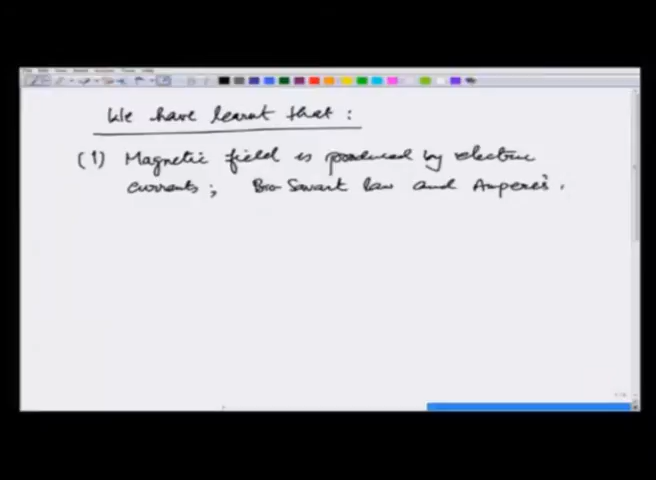 We have learnt that :
(1) Magnetic field is produced by electric
currents ; Bio-Savart law and Ampere's